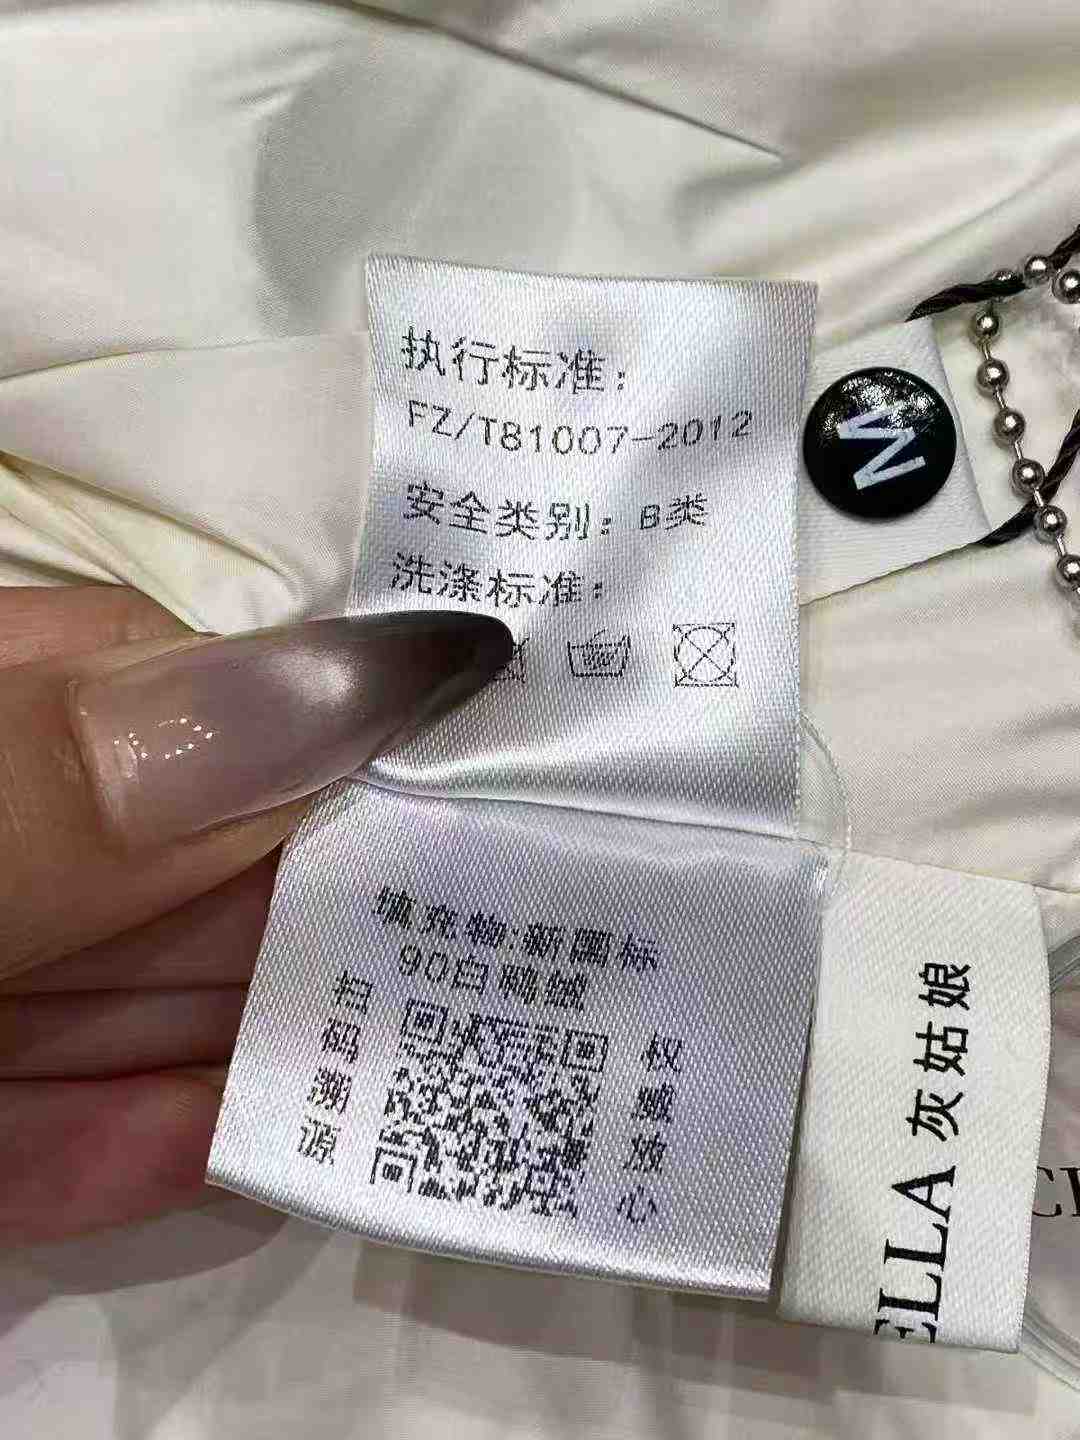 执行标准：
FZ/T81007-2012
安全类别：B类
洗涤标准：
M
填充物:新国标
90白鸭绒
扫码溯源
权威放心
ELLA 灰姑娘